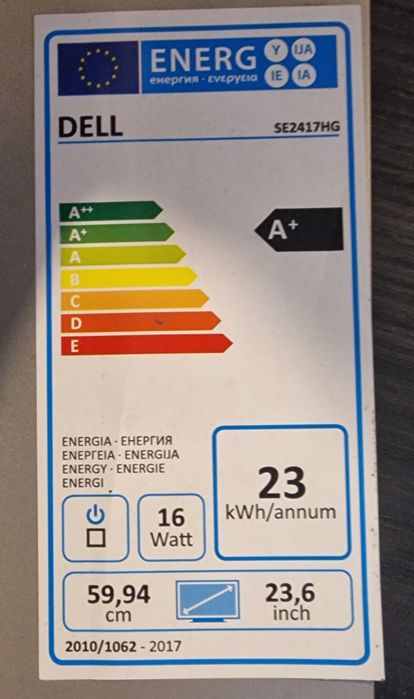 ENERG Y IJA
енергия · ενεργεια IE IA
DELL SE2417HG
A++
A+ A+
A
B
C
D
E
ENERGIA · ЕНЕРГИЯ
ΕΝΕΡΓΕΙΑ · ENERGIJA
ENERGY · ENERGIE
ENERGI
23
kWh/annum
16
Watt
59,94
cm
23,6
inch
2010/1062 - 2017